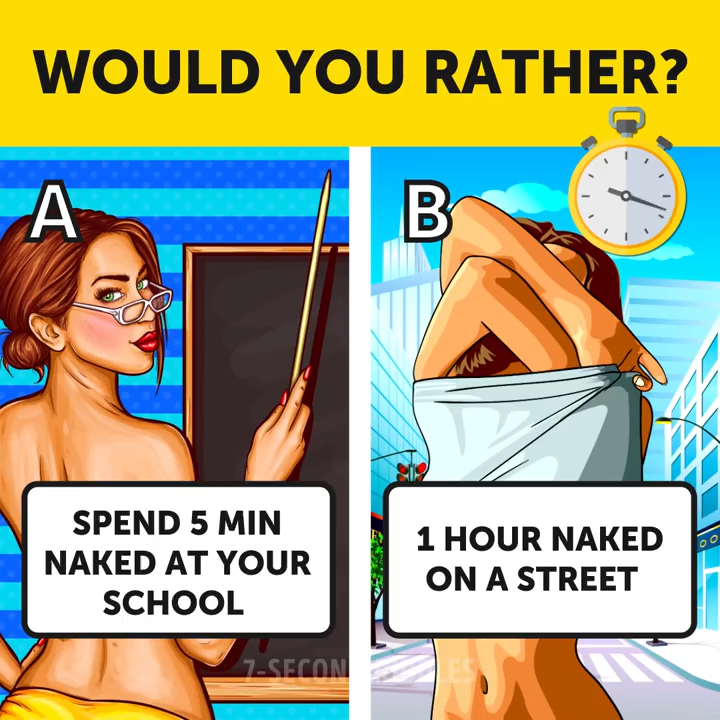 WOULD YOU RATHER?
A
B
SPEND 5 MIN
NAKED AT YOUR
SCHOOL
1 HOUR NAKED
ON A STREET